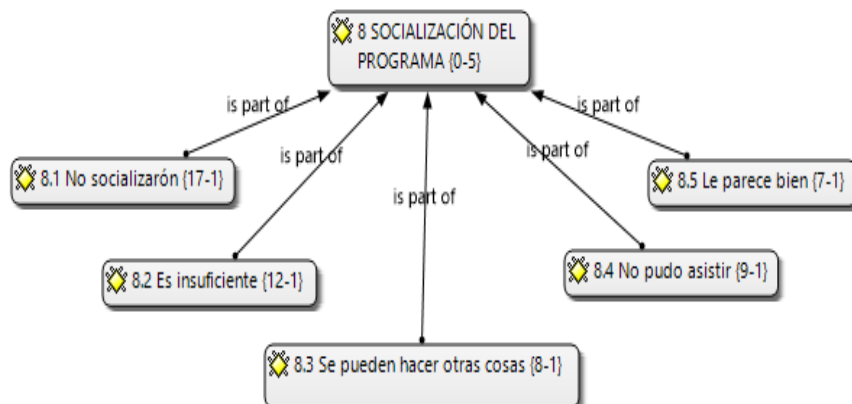 8 SOCIALIZACIÓN DEL
PROGRAMA {0-5}
is part of
is part of
is part of
is part of
is part of
8.1 No socializarón {17-1}
8.5 Le parece bien {7-1}
8.2 Es insuficiente {12-1}
8.4 No pudo asistir {9-1}
8.3 Se pueden hacer otras cosas {8-1}